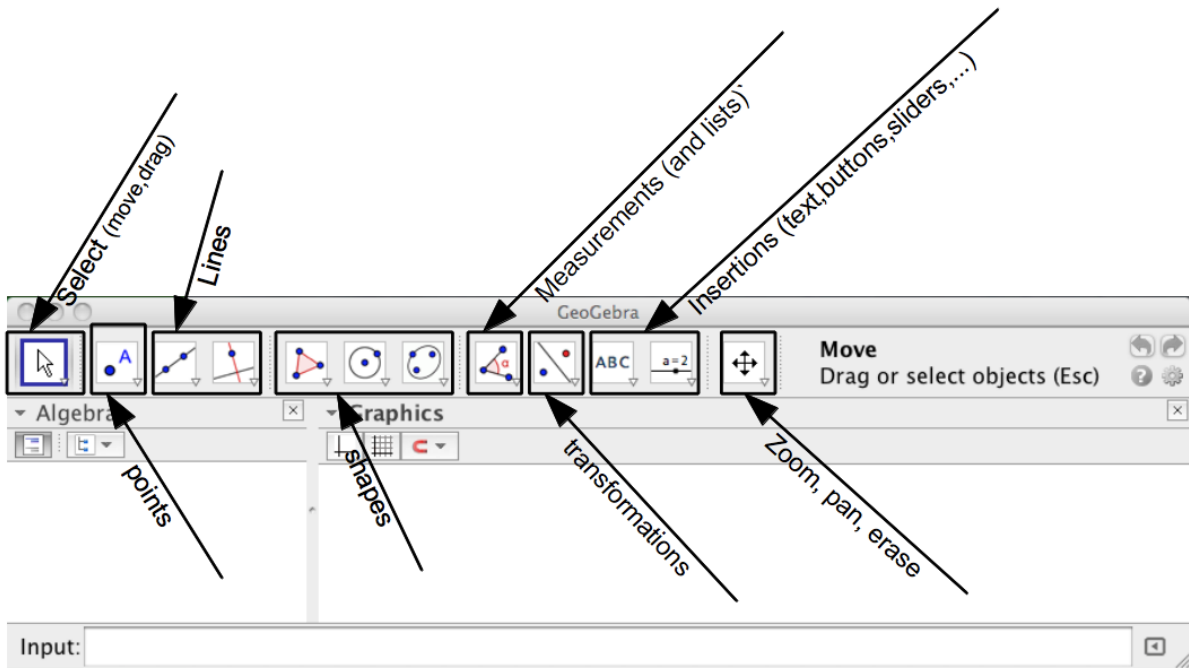 Select (move,drag)
Lines
Measurements (and lists)`
Insertions (text,buttons,sliders,...)
GeoGebra
A
α
ABC
a=2
Move
Drag or select objects (Esc)
?
Algebra
Graphics
points
shapes
transformations
Zoom, pan, erase
Input: